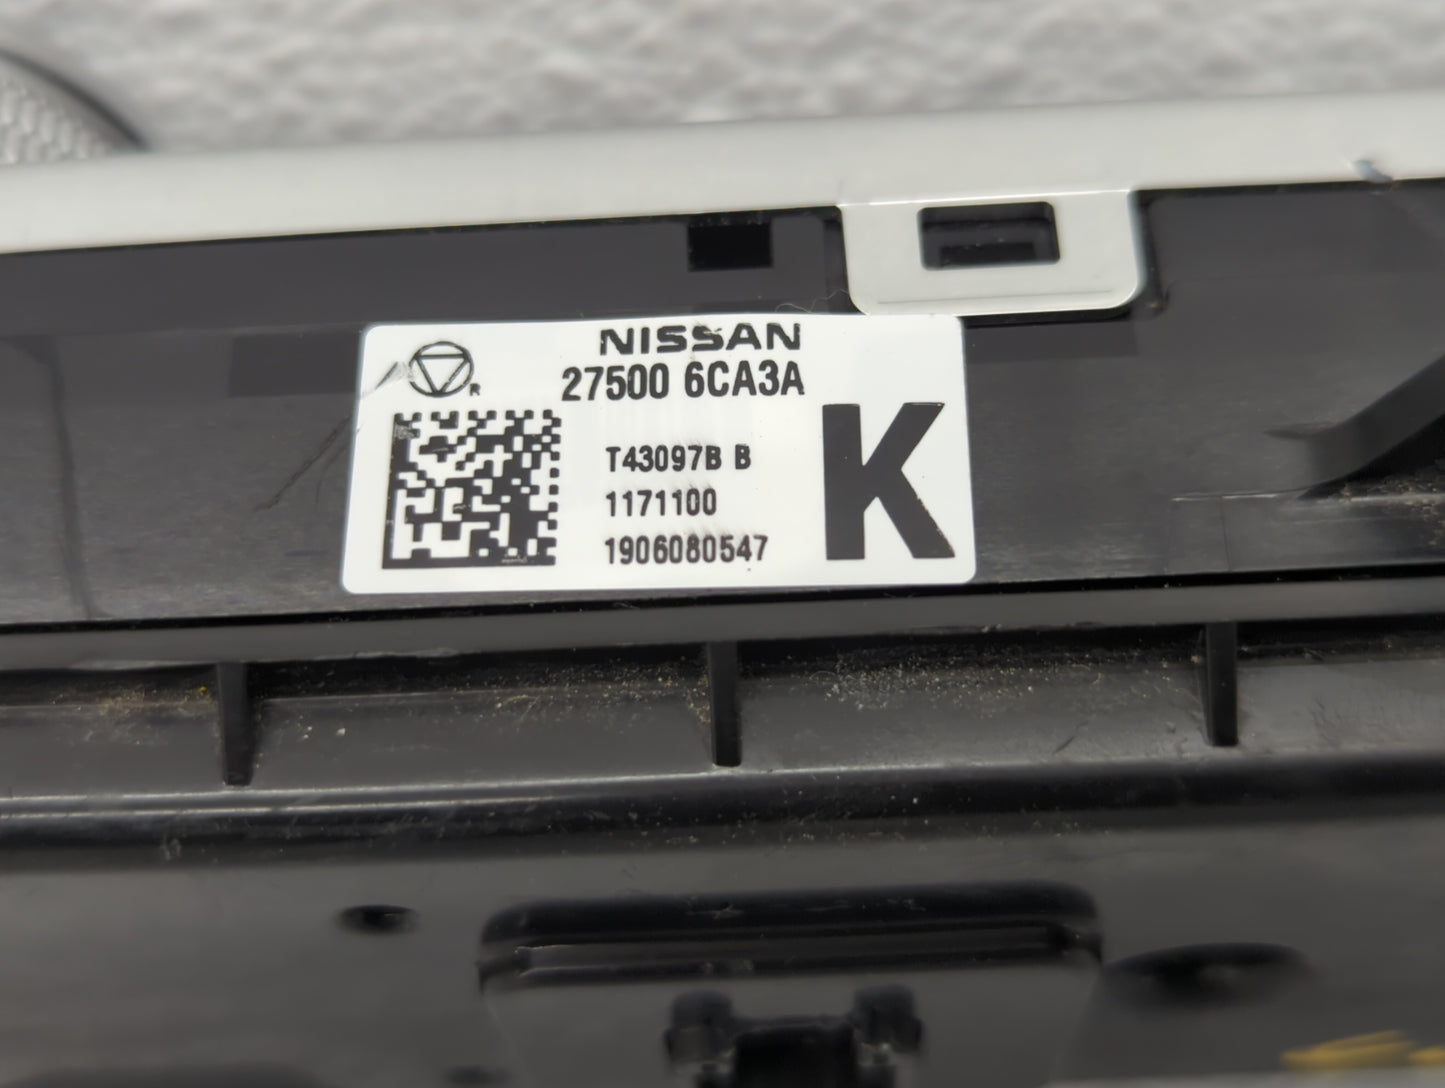 NISSAN
27500 6CA3A
R
T43097B B
1171100
1906080547
K